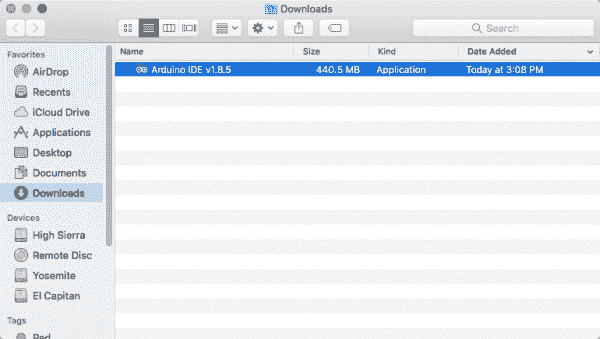 Downloads
Search
Favorites
AirDrop
Recents
iCloud Drive
Applications
Desktop
Documents
Downloads
Devices
High Sierra
Remote Disc
Yosemite
El Capitan
Tags
Red
Name Size Kind Date Added
Arduino IDE v1.8.5 440.5 MB Application Today at 3:08 PM